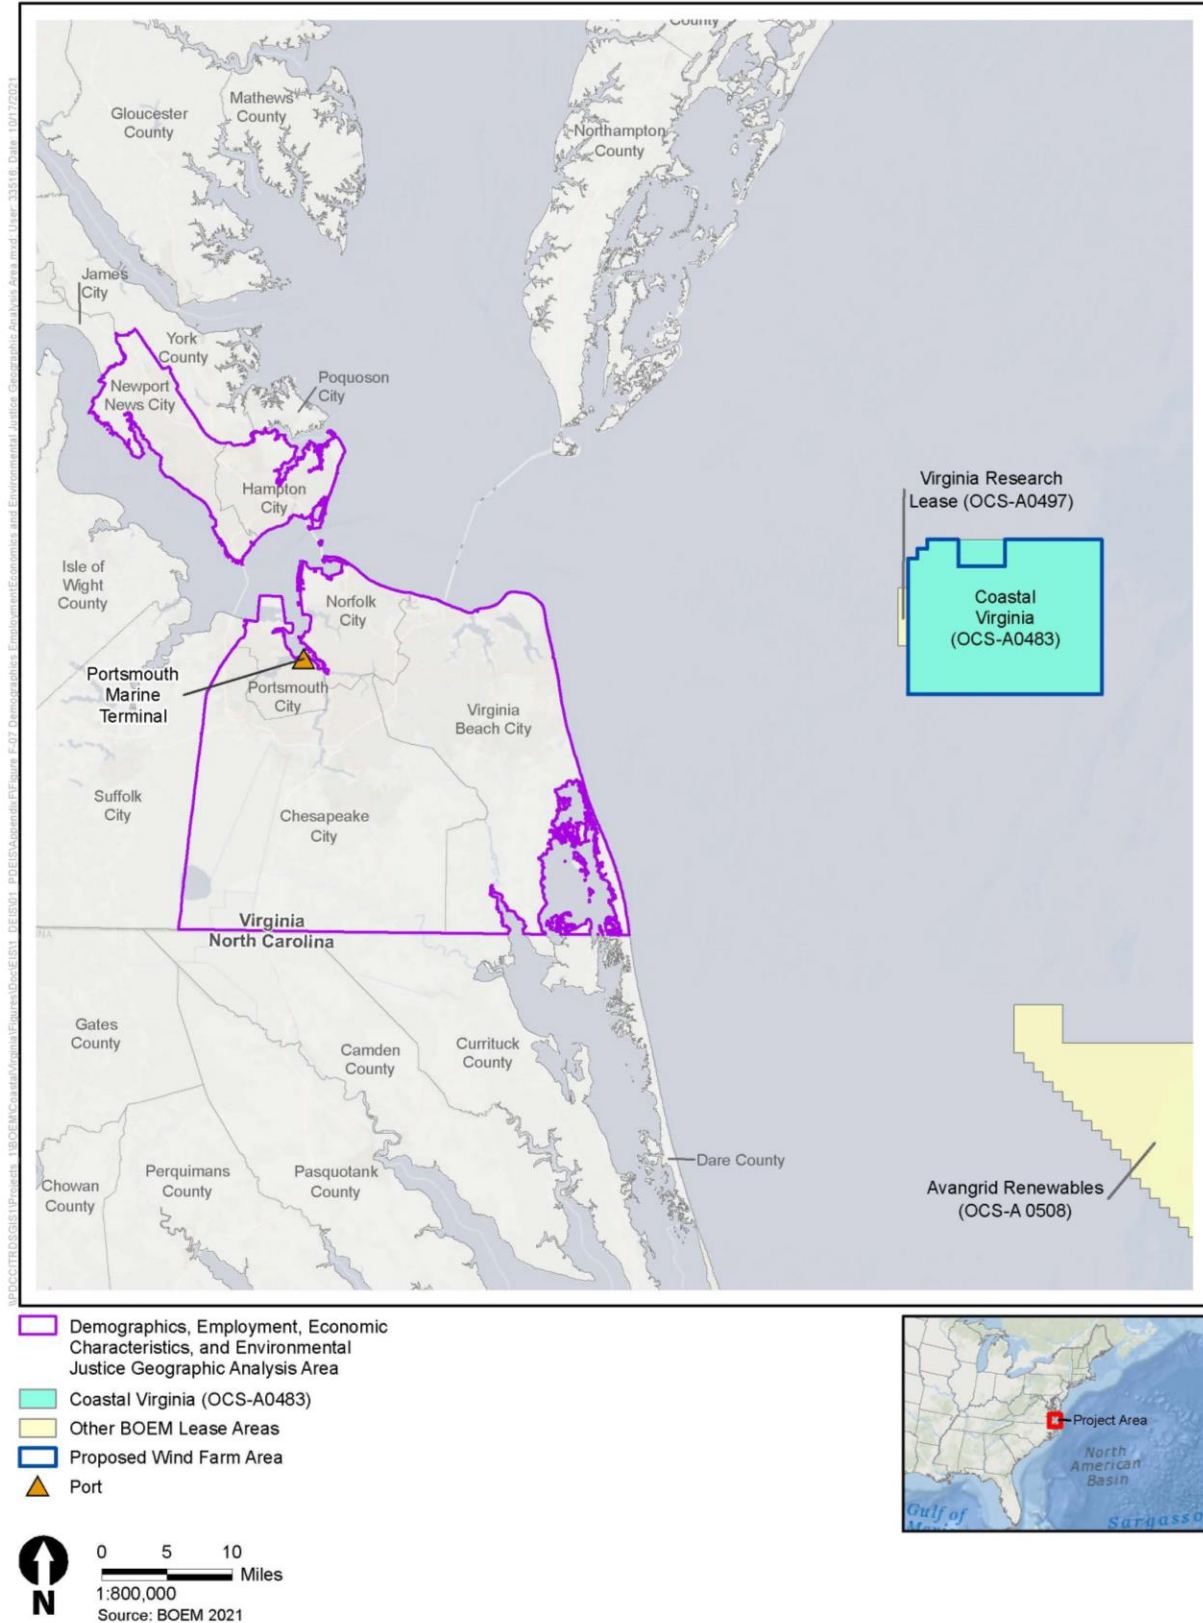 County
Mathews
County
Gloucester
County
Northampton
County
James
City
York
County
Poquoson
City
Newport
News City
Hampton
City
Virginia Research
Lease (OCS-A0497)
Isle of
Wight
County
Norfolk
City
Coastal
Virginia
(OCS-A0483)
Portsmouth
Marine
Terminal
Portsmouth
City
Virginia
Beach City
Suffolk
City
Chesapeake
City
Virginia
North Carolina
Gates
County
Camden
County
Currituck
County
Dare County
Chowan
County
Perquimans
County
Pasquotank
County
Avangrid Renewables
(OCS-A 0508)
Demographics, Employment, Economic
Characteristics, and Environmental
Justice Geographic Analysis Area
Coastal Virginia (OCS-A0483)
Other BOEM Lease Areas
Proposed Wind Farm Area
Port
Project Area
North
American
Basin
Gulf of
Sargasso
N
0 5 10
Miles
1:800,000
Source: BOEM 2021